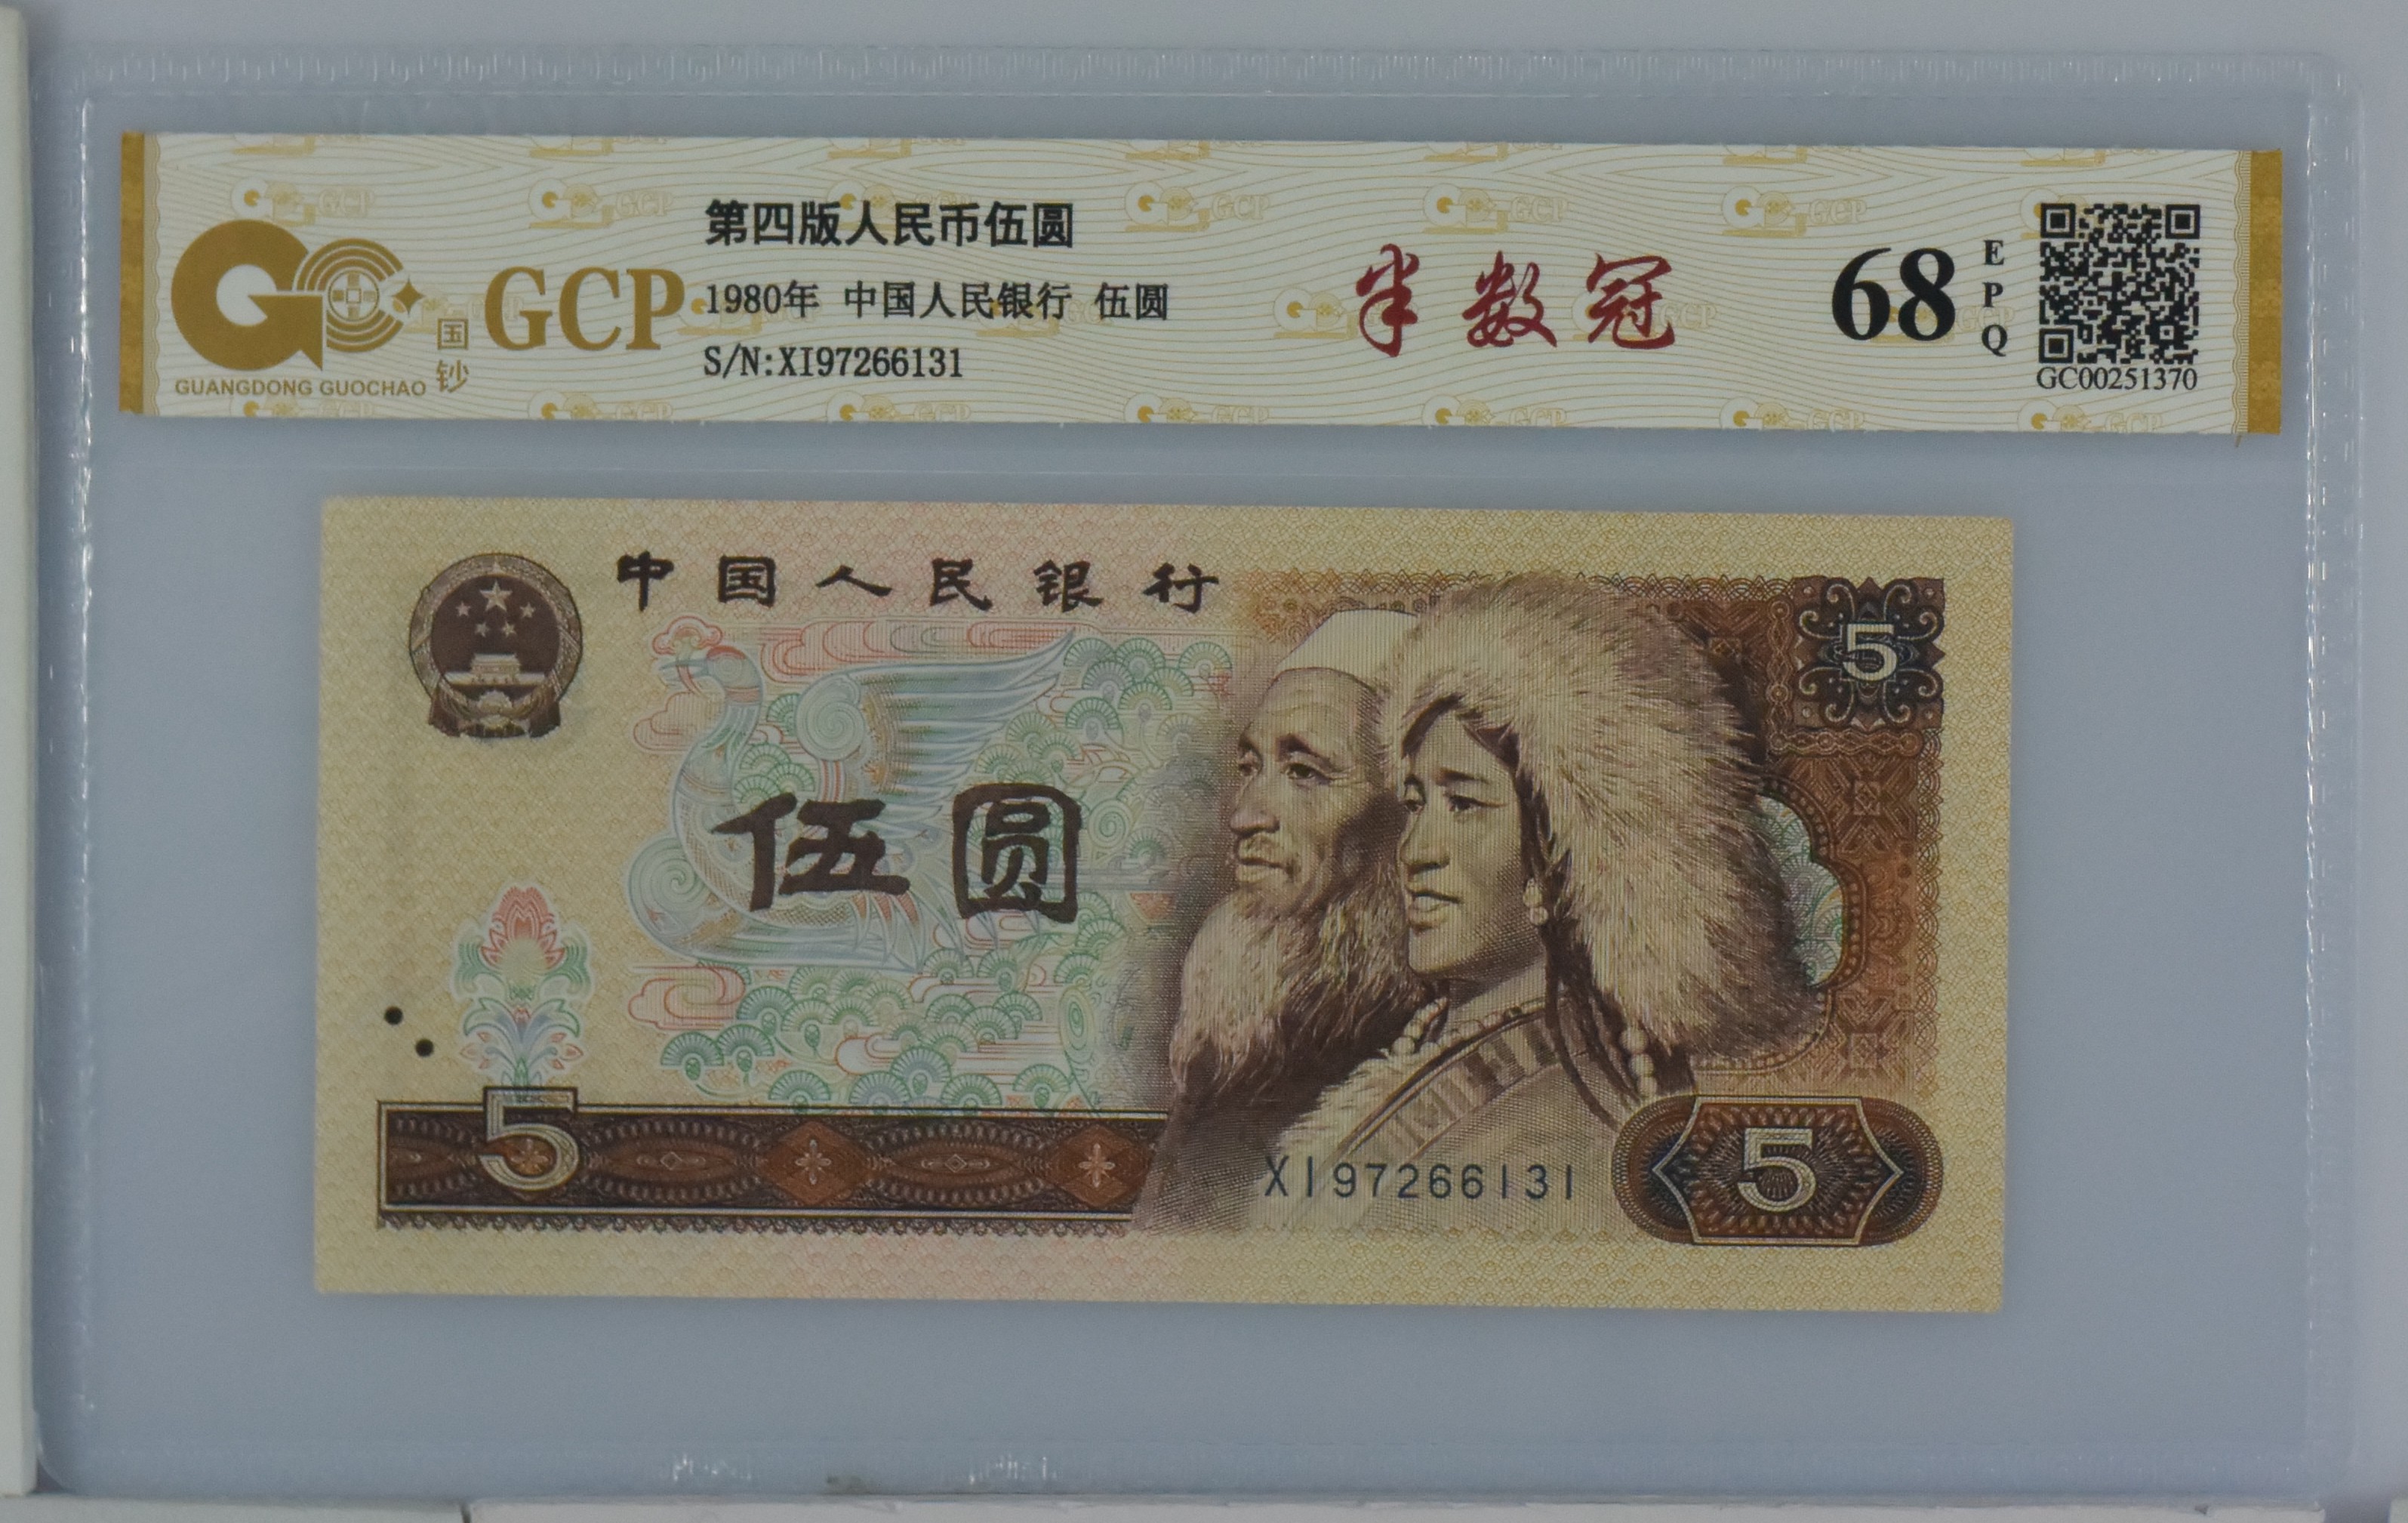 国钞
GUANGDONG GUOCHAO
GCP
第四版人民币伍圆
1980年 中国人民银行 伍圆
S/N:XI97266131
半数冠
68
EPQ
GC00251370
中国人民银行
5
伍圆
5
XI97266131
5